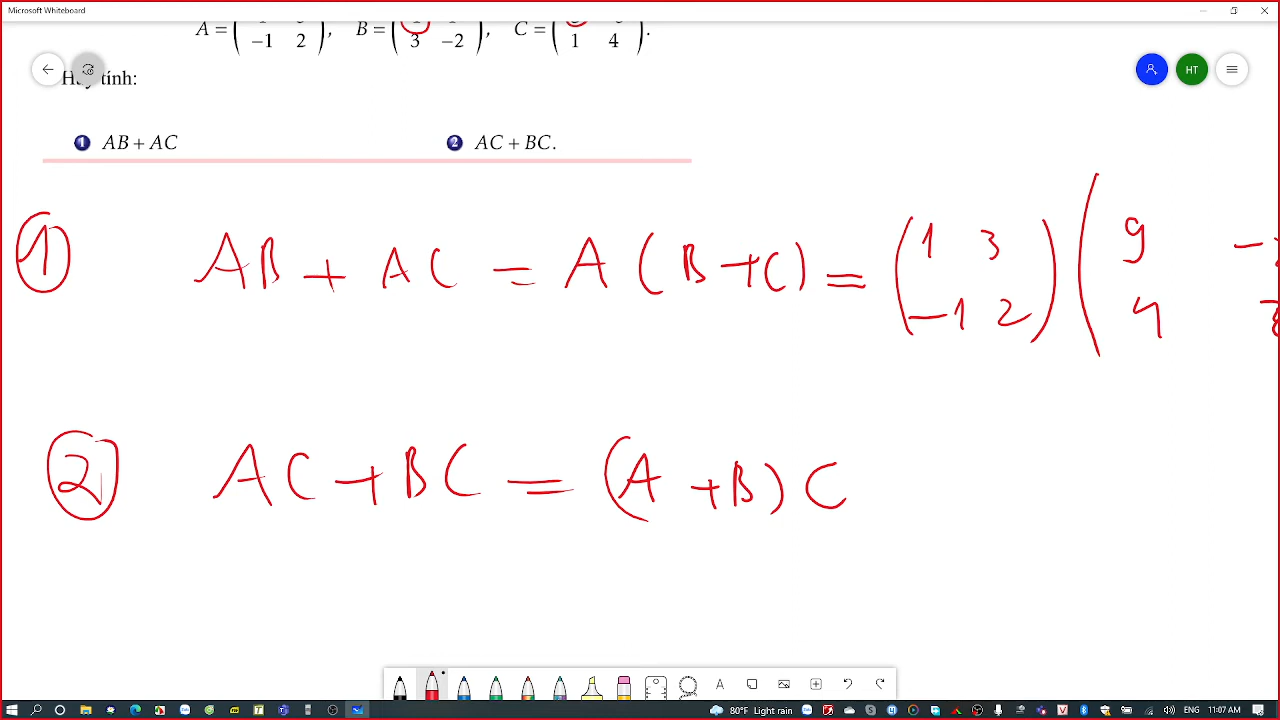 Microsoft Whiteboard
A = ( −1 2 ), B = ( 3 −2 ), C = ( 1 4 ).
tính:
HT
1 AB + AC
2 AC + BC.
1 AB + AC = A (B + C) = ( 1 3 ( 9 −
−1 2 ) 4
2 AC + BC = (A + B) C
80°F Light rain
ENG
11:07 AM